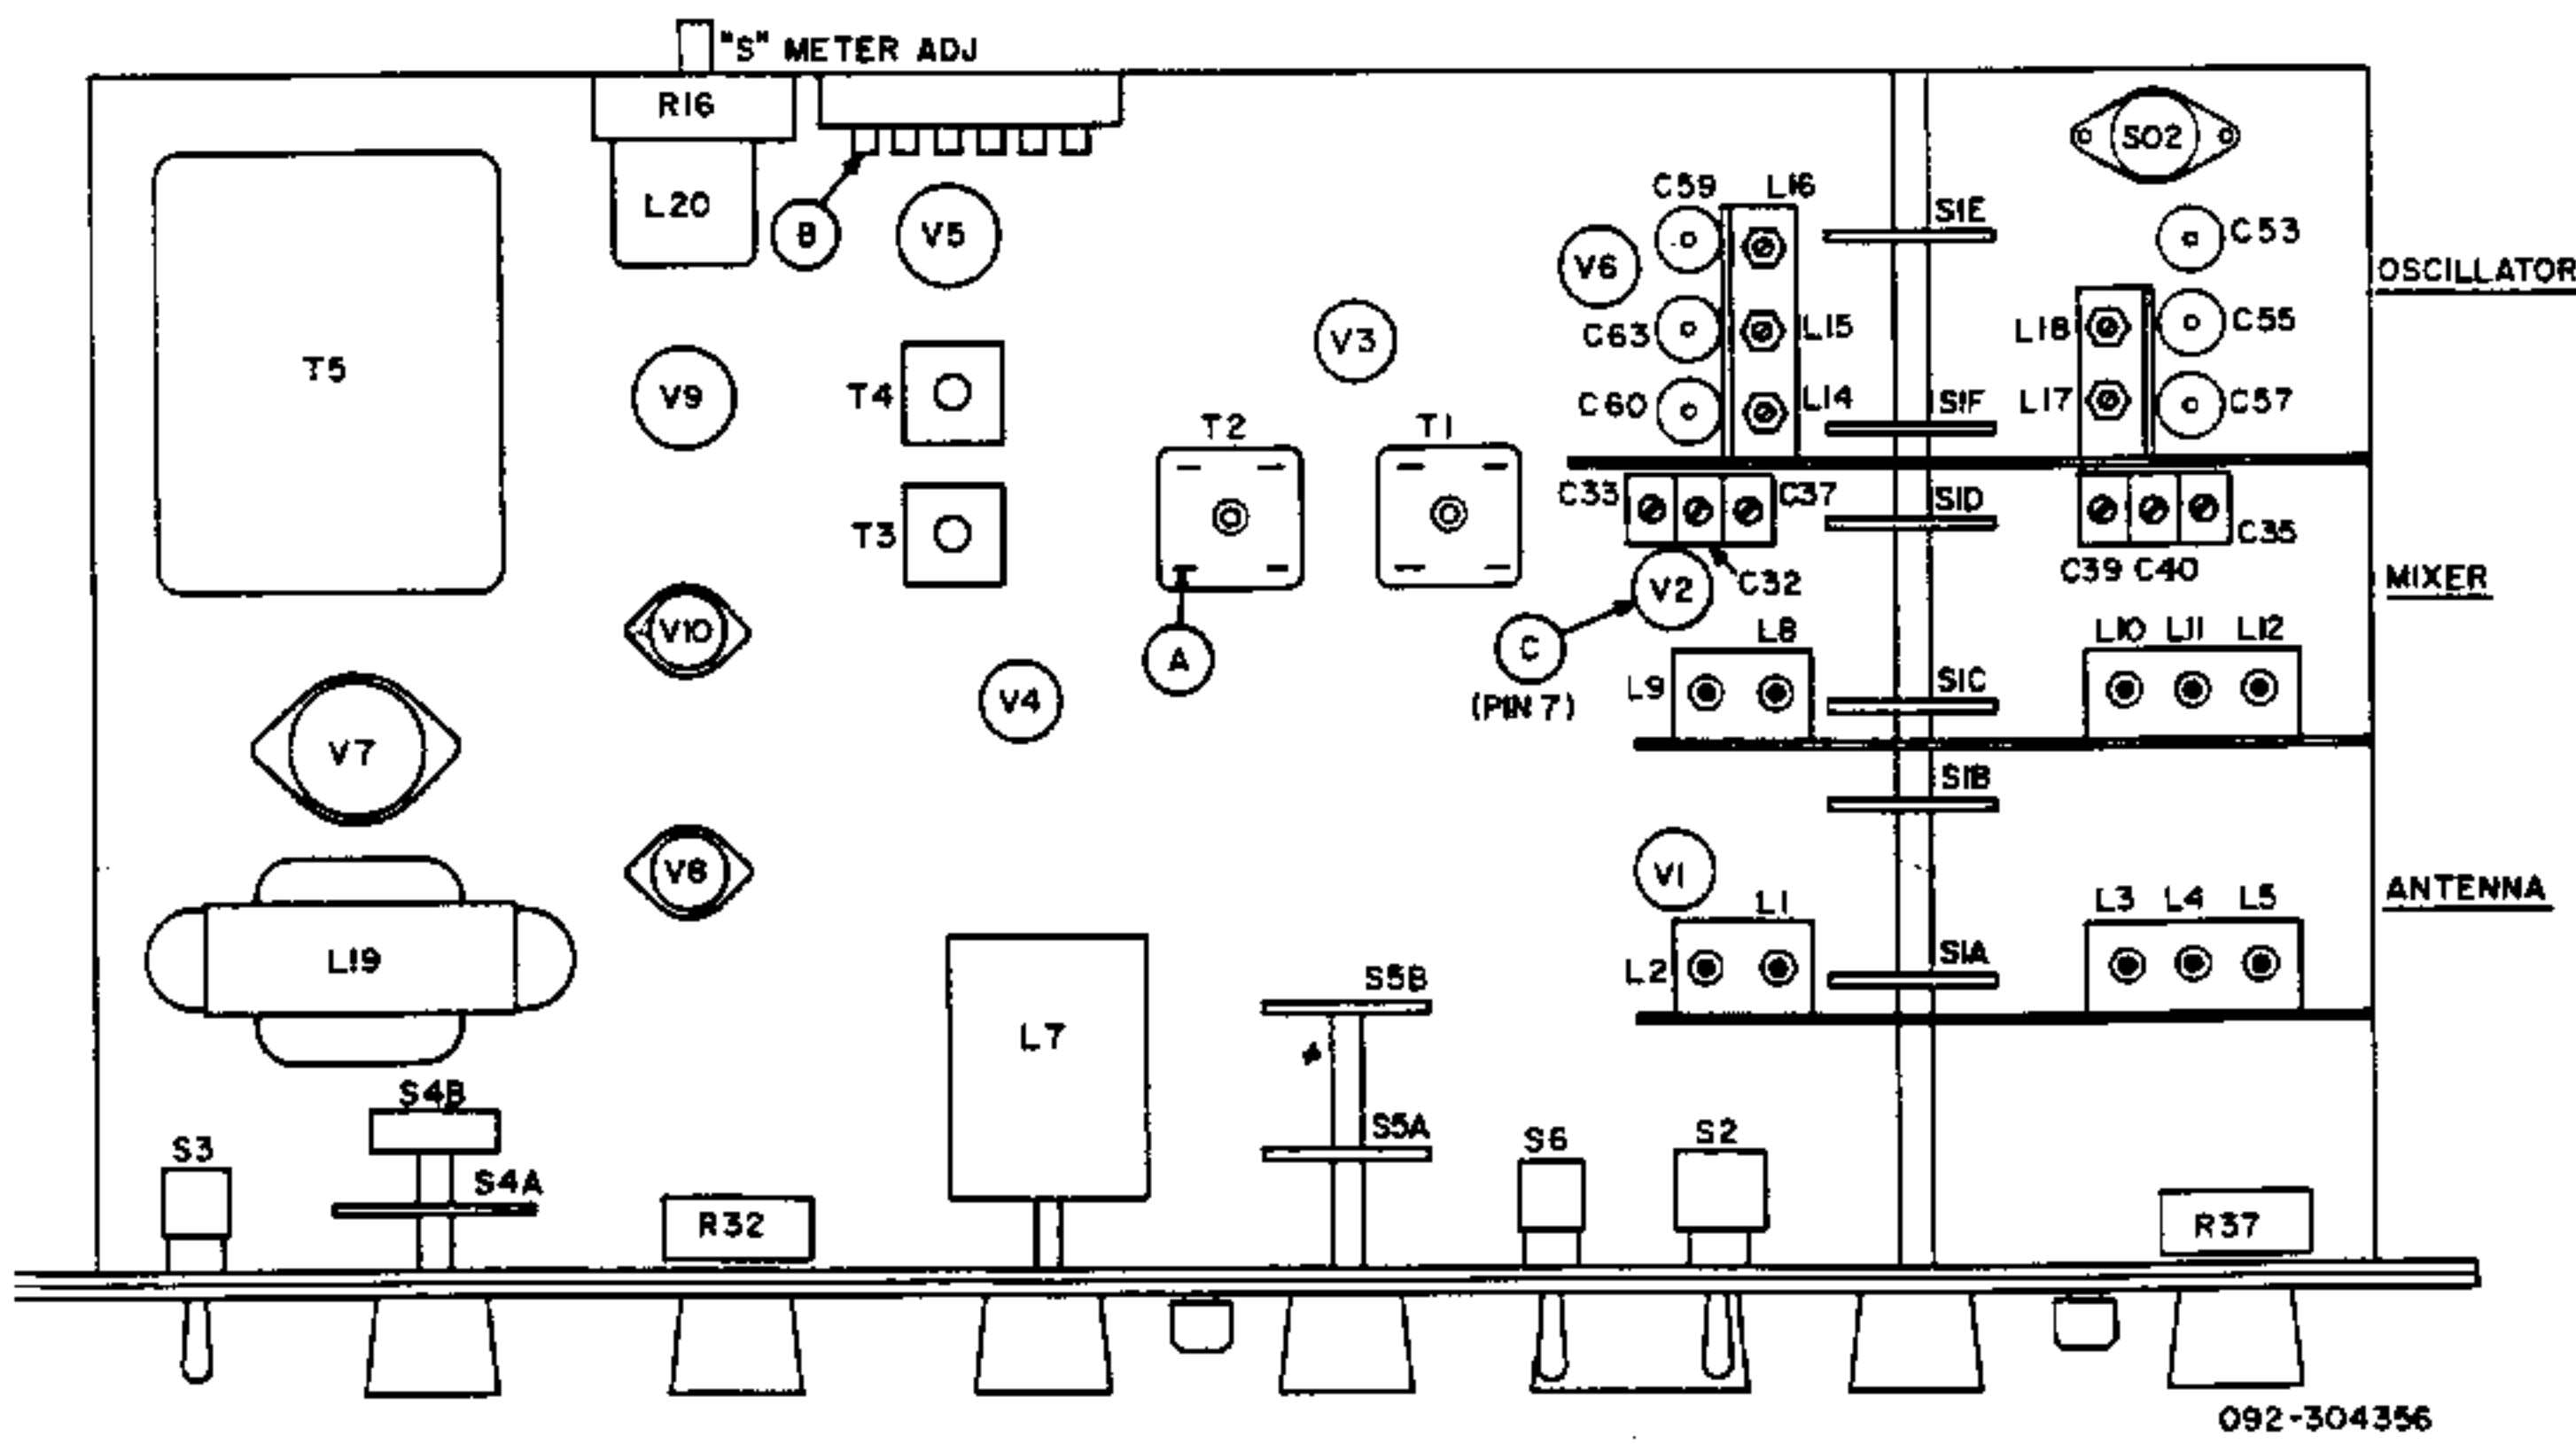 "S" METER ADJ
R16
SO2
L20
C59
L16
S1E
B
V5
C53
V6
OSCILLATOR
V3
C63
L15
L18
C55
T5
V9
T4
C60
L14
S1F
L17
C57
T2
T1
C33
C37
S1D
T3
C35
C32
C39 C40
MIXER
V2
V10
C
L8
L10 L11 L12
A
V4
L9
S1C
(PIN 7)
V7
S1B
V8
V1
L1
L3 L4 L5
ANTENNA
L19
L2
S1A
S5B
L7
S4B
S3
S5A
S6
S2
S4A
R32
R37
092-304356